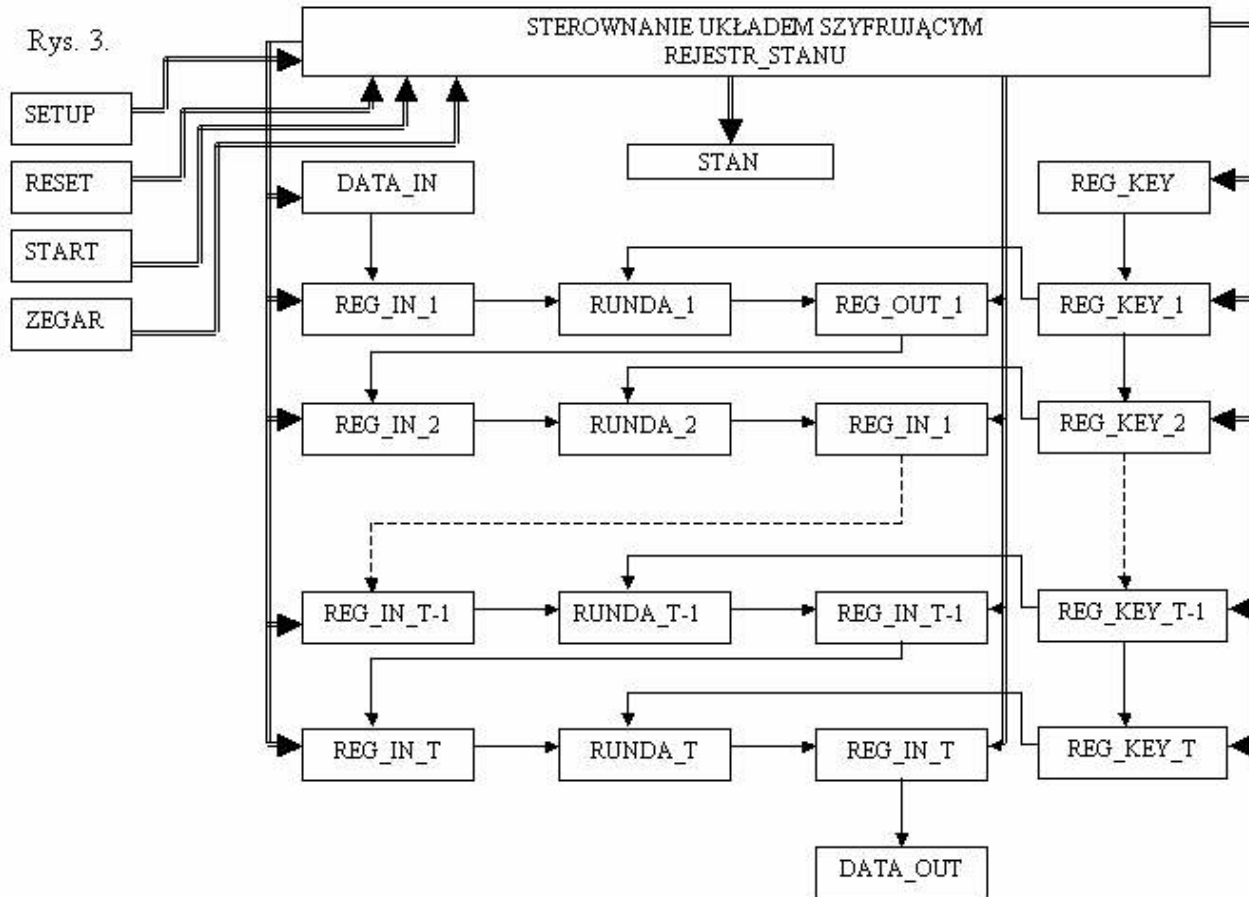 Rys. 3.
STEROWNANIE UKŁADEM SZYFRUJĄCYM
REJESTR_STANU
SETUP
RESET
START
ZEGAR
STAN
DATA_IN
REG_KEY
REG_IN_1
RUNDA_1
REG_OUT_1
REG_KEY_1
REG_IN_2
RUNDA_2
REG_IN_1
REG_KEY_2
REG_IN_T-1
RUNDA_T-1
REG_IN_T-1
REG_KEY_T-1
REG_IN_T
RUNDA_T
REG_IN_T
REG_KEY_T
DATA_OUT